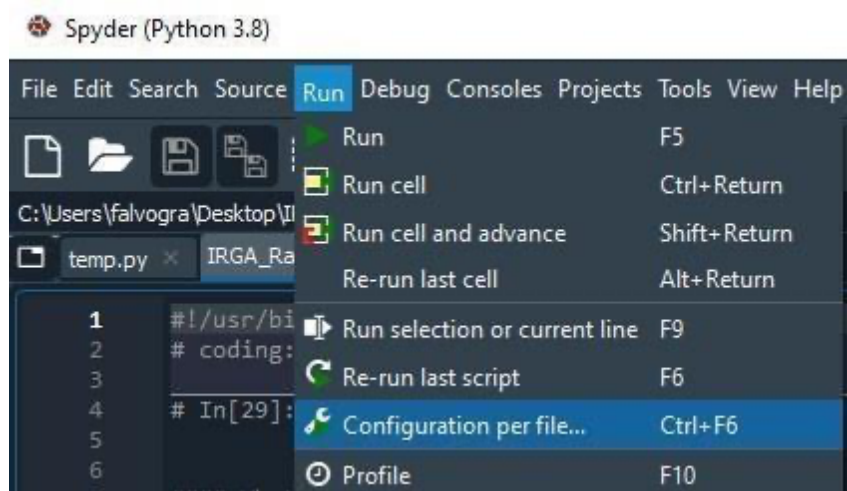 Spyder (Python 3.8)
File Edit Search Source Run Debug Consoles Projects Tools View Help
Run F5
Run cell Ctrl+Return
C:\Users\falvogra\Desktop\
Run cell and advance Shift+Return
temp.py IRGA_Ra
Re-run last cell Alt+Return
1 #!/usr/bi
Run selection or current line F9
2 # coding:
3
Re-run last script F6
4 # In[29]:
Configuration per file... Ctrl+F6
5
6
Profile F10